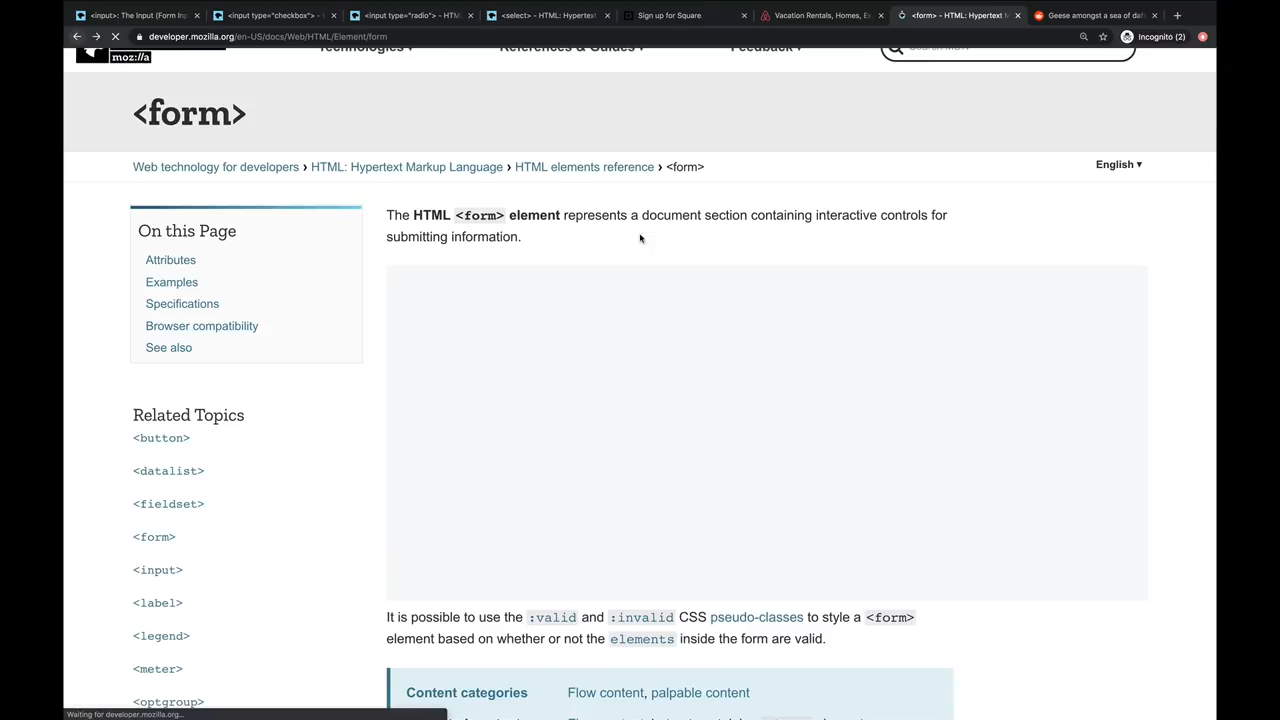 <input>: The Input (Form In
<input type="checkbox"> -
<input type="radio"> - HTM
<select> - HTML: Hypertext
Sign up for Square
Vacation Rentals, Homes, Ex
<form> - HTML: Hypertext M
Geese amongst a sea of dat
developer.mozilla.org/en-US/docs/Web/HTML/Element/form
Incognito (2)
moz://a
Technologies ▾
References & Guides ▾
Feedback ▾
Search MDN
<form>
Web technology for developers › HTML: Hypertext Markup Language › HTML elements reference › <form>
English ▾
On this Page
Attributes
Examples
Specifications
Browser compatibility
See also
Related Topics
<button>
<datalist>
<fieldset>
<form>
<input>
<label>
<legend>
<meter>
<optgroup>
The HTML <form> element represents a document section containing interactive controls for
submitting information.
It is possible to use the :valid and :invalid CSS pseudo-classes to style a <form>
element based on whether or not the elements inside the form are valid.
Content categories Flow content, palpable content
Waiting for developer.mozilla.org...